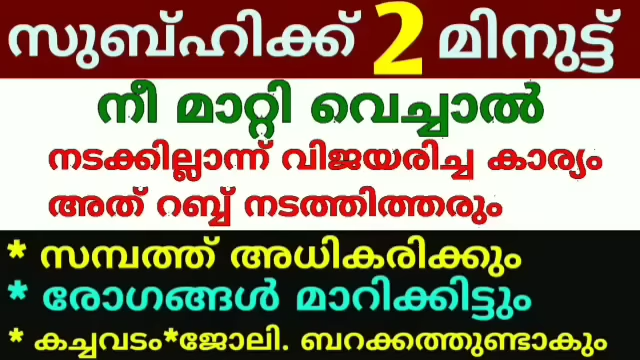 സുബ്ഹിക്ക് 2 മിനുട്ട്
നീ മാറ്റി വെച്ചാൽ
നടക്കില്ലാന്ന് വിജയരിച്ച കാര്യം
അത് റബ്ബ് നടത്തിത്തരും
* സമ്പത്ത് അധികരിക്കും
* രോഗങ്ങൾ മാറിക്കിട്ടും
* കച്ചവടം*ജോലി. ബറക്കത്തുണ്ടാകും